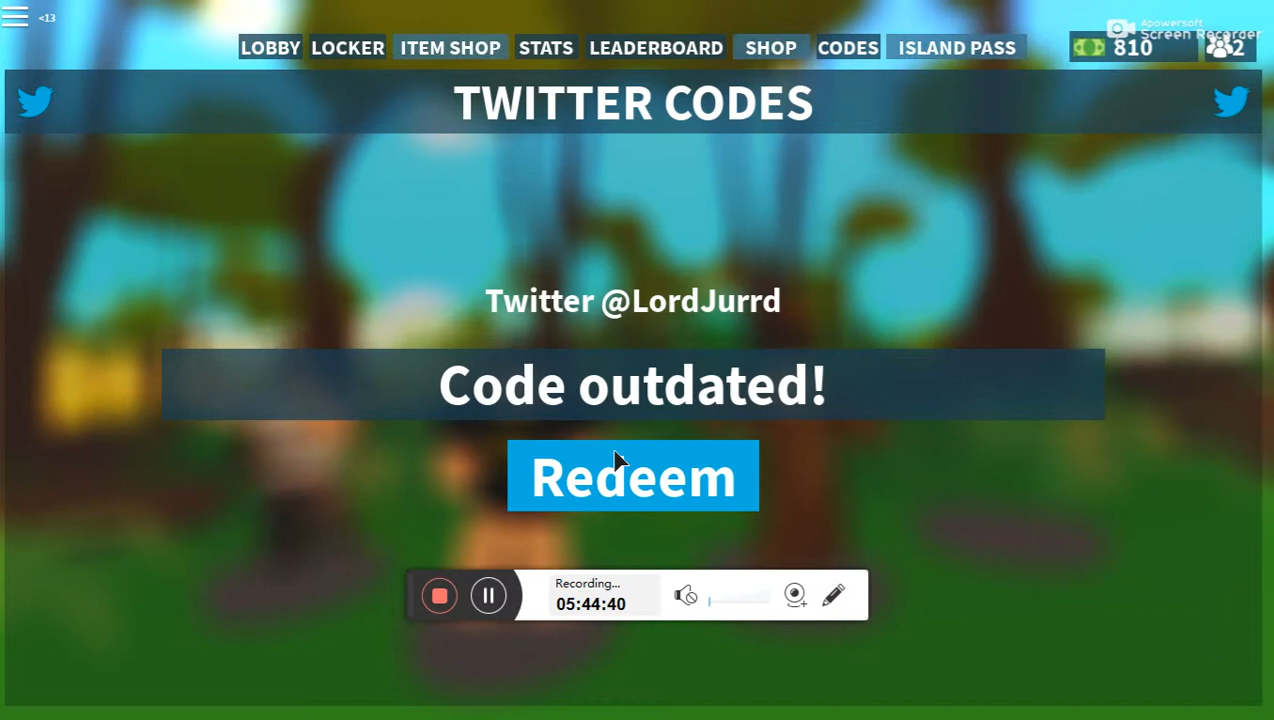 <13
Apowersoft
Screen Recorder
LOBBY LOCKER ITEM SHOP STATS LEADERBOARD SHOP CODES ISLAND PASS 810 2
TWITTER CODES
Twitter @LordJurrd
Code outdated!
Redeem
Recording...
05:44:40